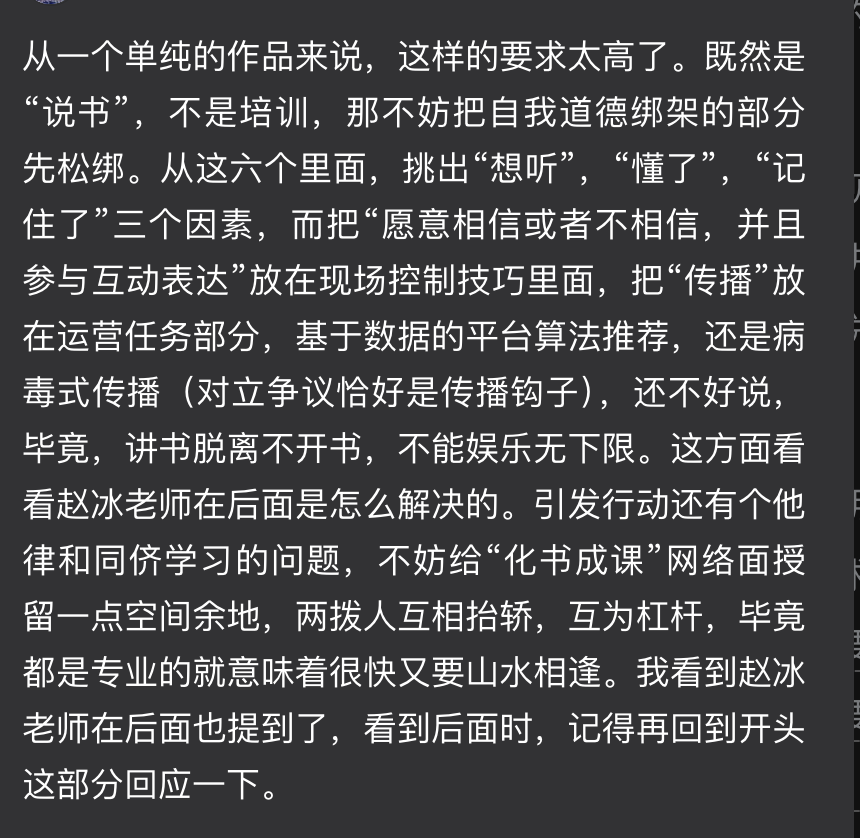 从一个单纯的作品来说，这样的要求太高了。既然是
“说书”，不是培训，那不妨把自我道德绑架的部分
先松绑。从这六个里面，挑出“想听”，“懂了”，“记
住了”三个因素，而把“愿意相信或者不相信，并且
参与互动表达”放在现场控制技巧里面，把“传播”放
在运营任务部分，基于数据的平台算法推荐，还是病
毒式传播（对立争议恰好是传播钩子），还不好说，
毕竟，讲书脱离不开书，不能娱乐无下限。这方面看
看赵冰老师在后面是怎么解决的。引发行动还有个他
律和同侪学习的问题，不妨给“化书成课”网络面授
留一点空间余地，两拨人互相抬轿，互为杠杆，毕竟
都是专业的就意味着很快又要山水相逢。我看到赵冰
老师在后面也提到了，看到后面时，记得再回到开头
这部分回应一下。